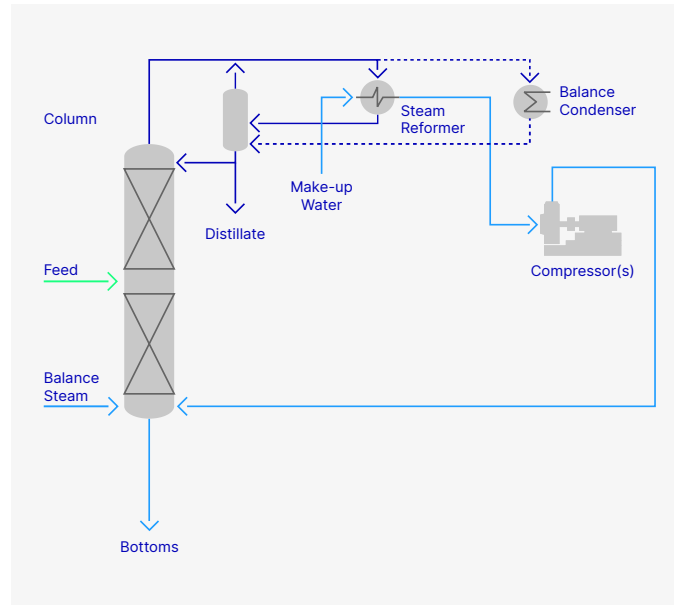 Column
Balance
Condenser
Steam
Reformer
Make-up
Water
Distillate
Feed
Compressor(s)
Balance
Steam
Bottoms